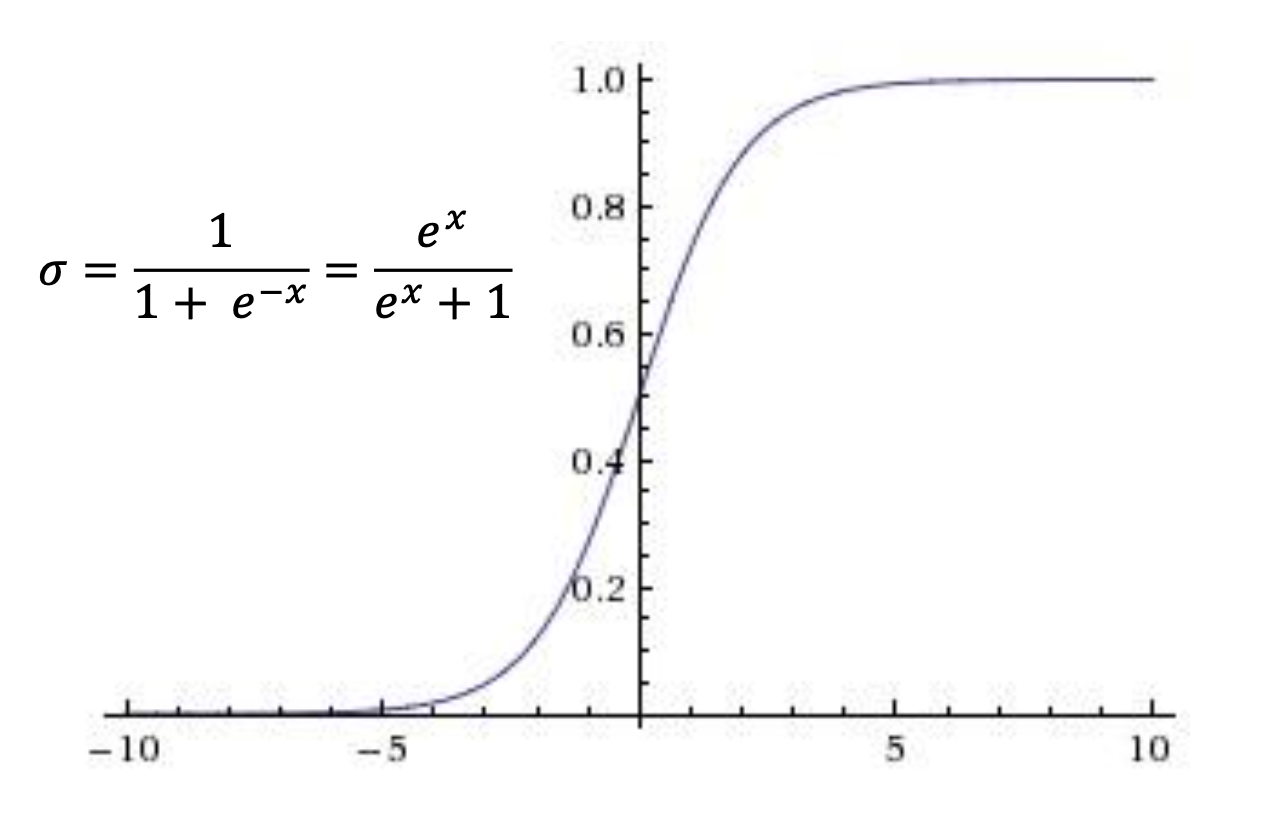 σ = 1 / (1 + e^{-x}) = e^x / (e^x + 1)
1.0
0.8
0.6
0.4
0.2
−10 −5 5 10